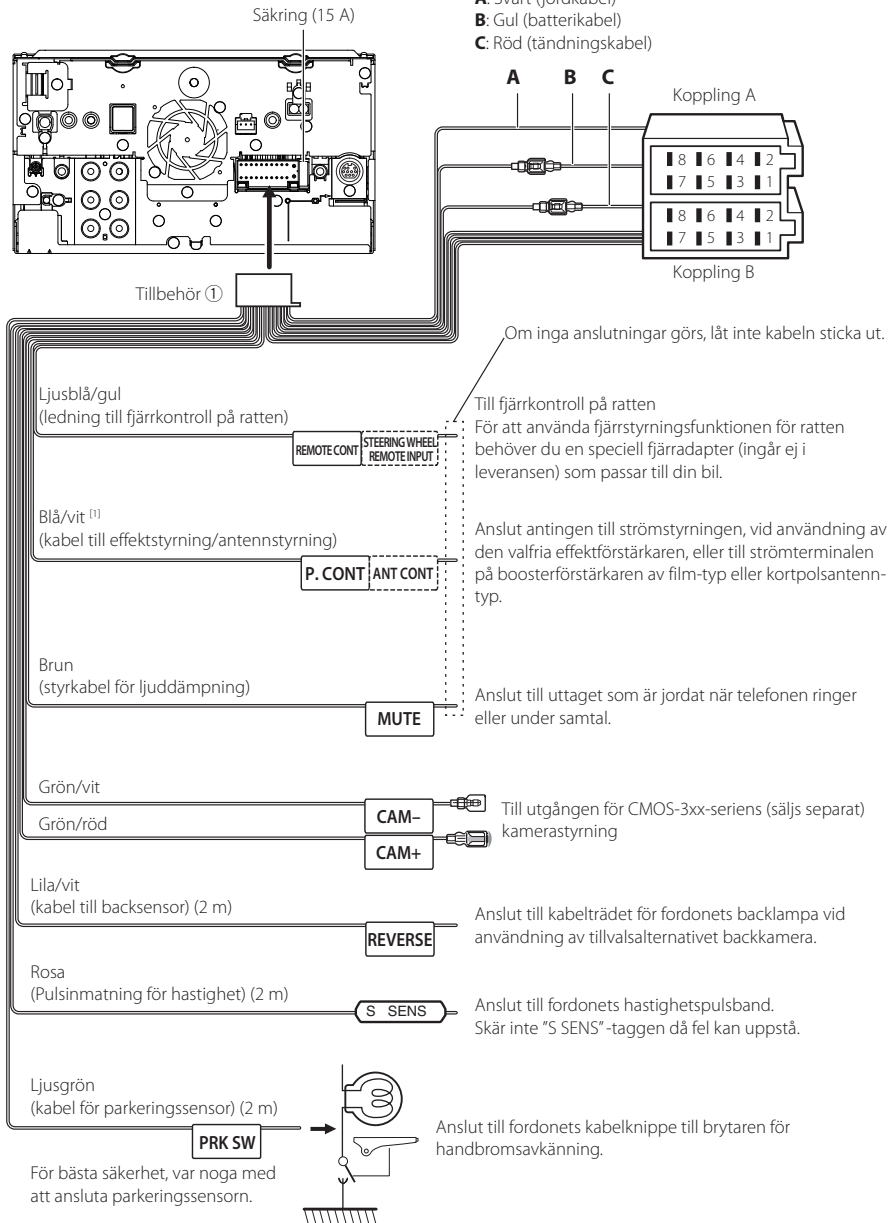 Säkring (15 A)
A: Svart (jordkabel)
B: Gul (batterikabel)
C: Röd (tändningskabel)
A B C
Koppling A
8 6 4 2
7 5 3 1
8 6 4 2
7 5 3 1
Koppling B
Tillbehör ①
Om inga anslutningar görs, låt inte kabeln sticka ut.
Ljusblå/gul
(ledning till fjärrkontroll på ratten)
REMOTE CONT
STEERING WHEEL
REMOTE INPUT
Till fjärrkontroll på ratten
För att använda fjärrstyrningsfunktionen för ratten
behöver du en speciell fjärradapter (ingår ej i
leveransen) som passar till din bil.
Blå/vit [1]
(kabel till effektstyrning/antennstyrning)
P. CONT ANT CONT
Anslut antingen till strömstyrningen, vid användning av
den valfria effektförstärkaren, eller till strömterminalen
på boosterförstärkaren av film-typ eller kortpolsantenn-
typ.
Brun
(styrkabel för ljuddämpning)
MUTE
Anslut till uttaget som är jordat när telefonen ringer
eller under samtal.
Grön/vit
CAM–
Grön/röd
CAM+
Till utgången för CMOS-3xx-seriens (säljs separat)
kamerastyrning
Lila/vit
(kabel till backsensor) (2 m)
REVERSE
Anslut till kabelträdet för fordonets backlampa vid
användning av tillvalsalternativet backkamera.
Rosa
(Pulsinmatning för hastighet) (2 m)
S SENS
Anslut till fordonets hastighetspulsband.
Skär inte "S SENS" -taggen då fel kan uppstå.
Ljusgrön
(kabel för parkeringssensor) (2 m)
PRK SW
Anslut till fordonets kabelknippe till brytaren för
handbromsavkänning.
För bästa säkerhet, var noga med
att ansluta parkeringssensorn.